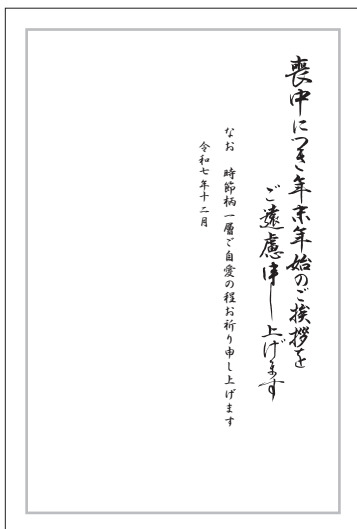 喪中につき年末年始のご挨拶を
ご遠慮申し上げます
なお 時節柄一層ご自愛の程お祈り申し上げます
令和七年十二月